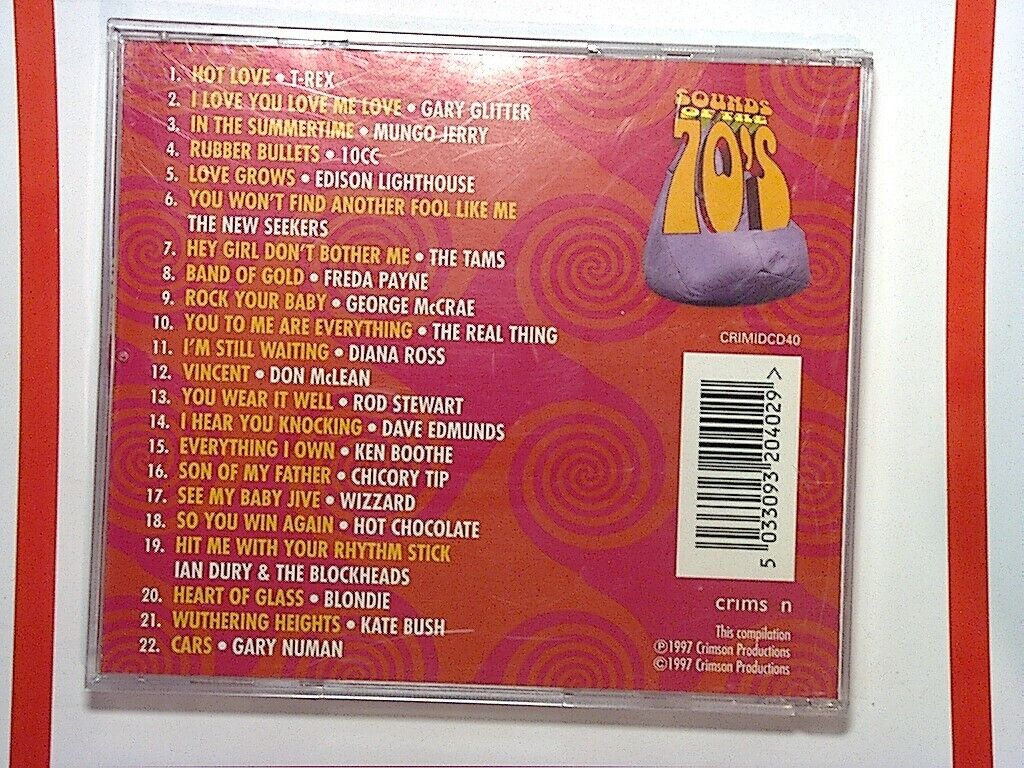 1. HOT LOVE • T-REX
2. I LOVE YOU LOVE ME LOVE • GARY GLITTER
3. IN THE SUMMERTIME • MUNGO JERRY
4. RUBBER BULLETS • 10CC
5. LOVE GROWS • EDISON LIGHTHOUSE
6. YOU WON'T FIND ANOTHER FOOL LIKE ME
THE NEW SEEKERS
7. HEY GIRL DON'T BOTHER ME • THE TAMS
8. BAND OF GOLD • FREDA PAYNE
9. ROCK YOUR BABY • GEORGE McCRAE
10. YOU TO ME ARE EVERYTHING • THE REAL THING
11. I'M STILL WAITING • DIANA ROSS
12. VINCENT • DON McLEAN
13. YOU WEAR IT WELL • ROD STEWART
14. I HEAR YOU KNOCKING • DAVE EDMUNDS
15. EVERYTHING I OWN • KEN BOOTHE
16. SON OF MY FATHER • CHICORY TIP
17. SEE MY BABY JIVE • WIZZARD
18. SO YOU WIN AGAIN • HOT CHOCOLATE
19. HIT ME WITH YOUR RHYTHM STICK
IAN DURY & THE BLOCKHEADS
20. HEART OF GLASS • BLONDIE
21. WUTHERING HEIGHTS • KATE BUSH
22. CARS • GARY NUMAN
SOUNDS
OF THE
70'S
CRIMIDCD40
5 033093 204029 >
crims n
This compilation
℗1997 Crimson Productions
©1997 Crimson Productions